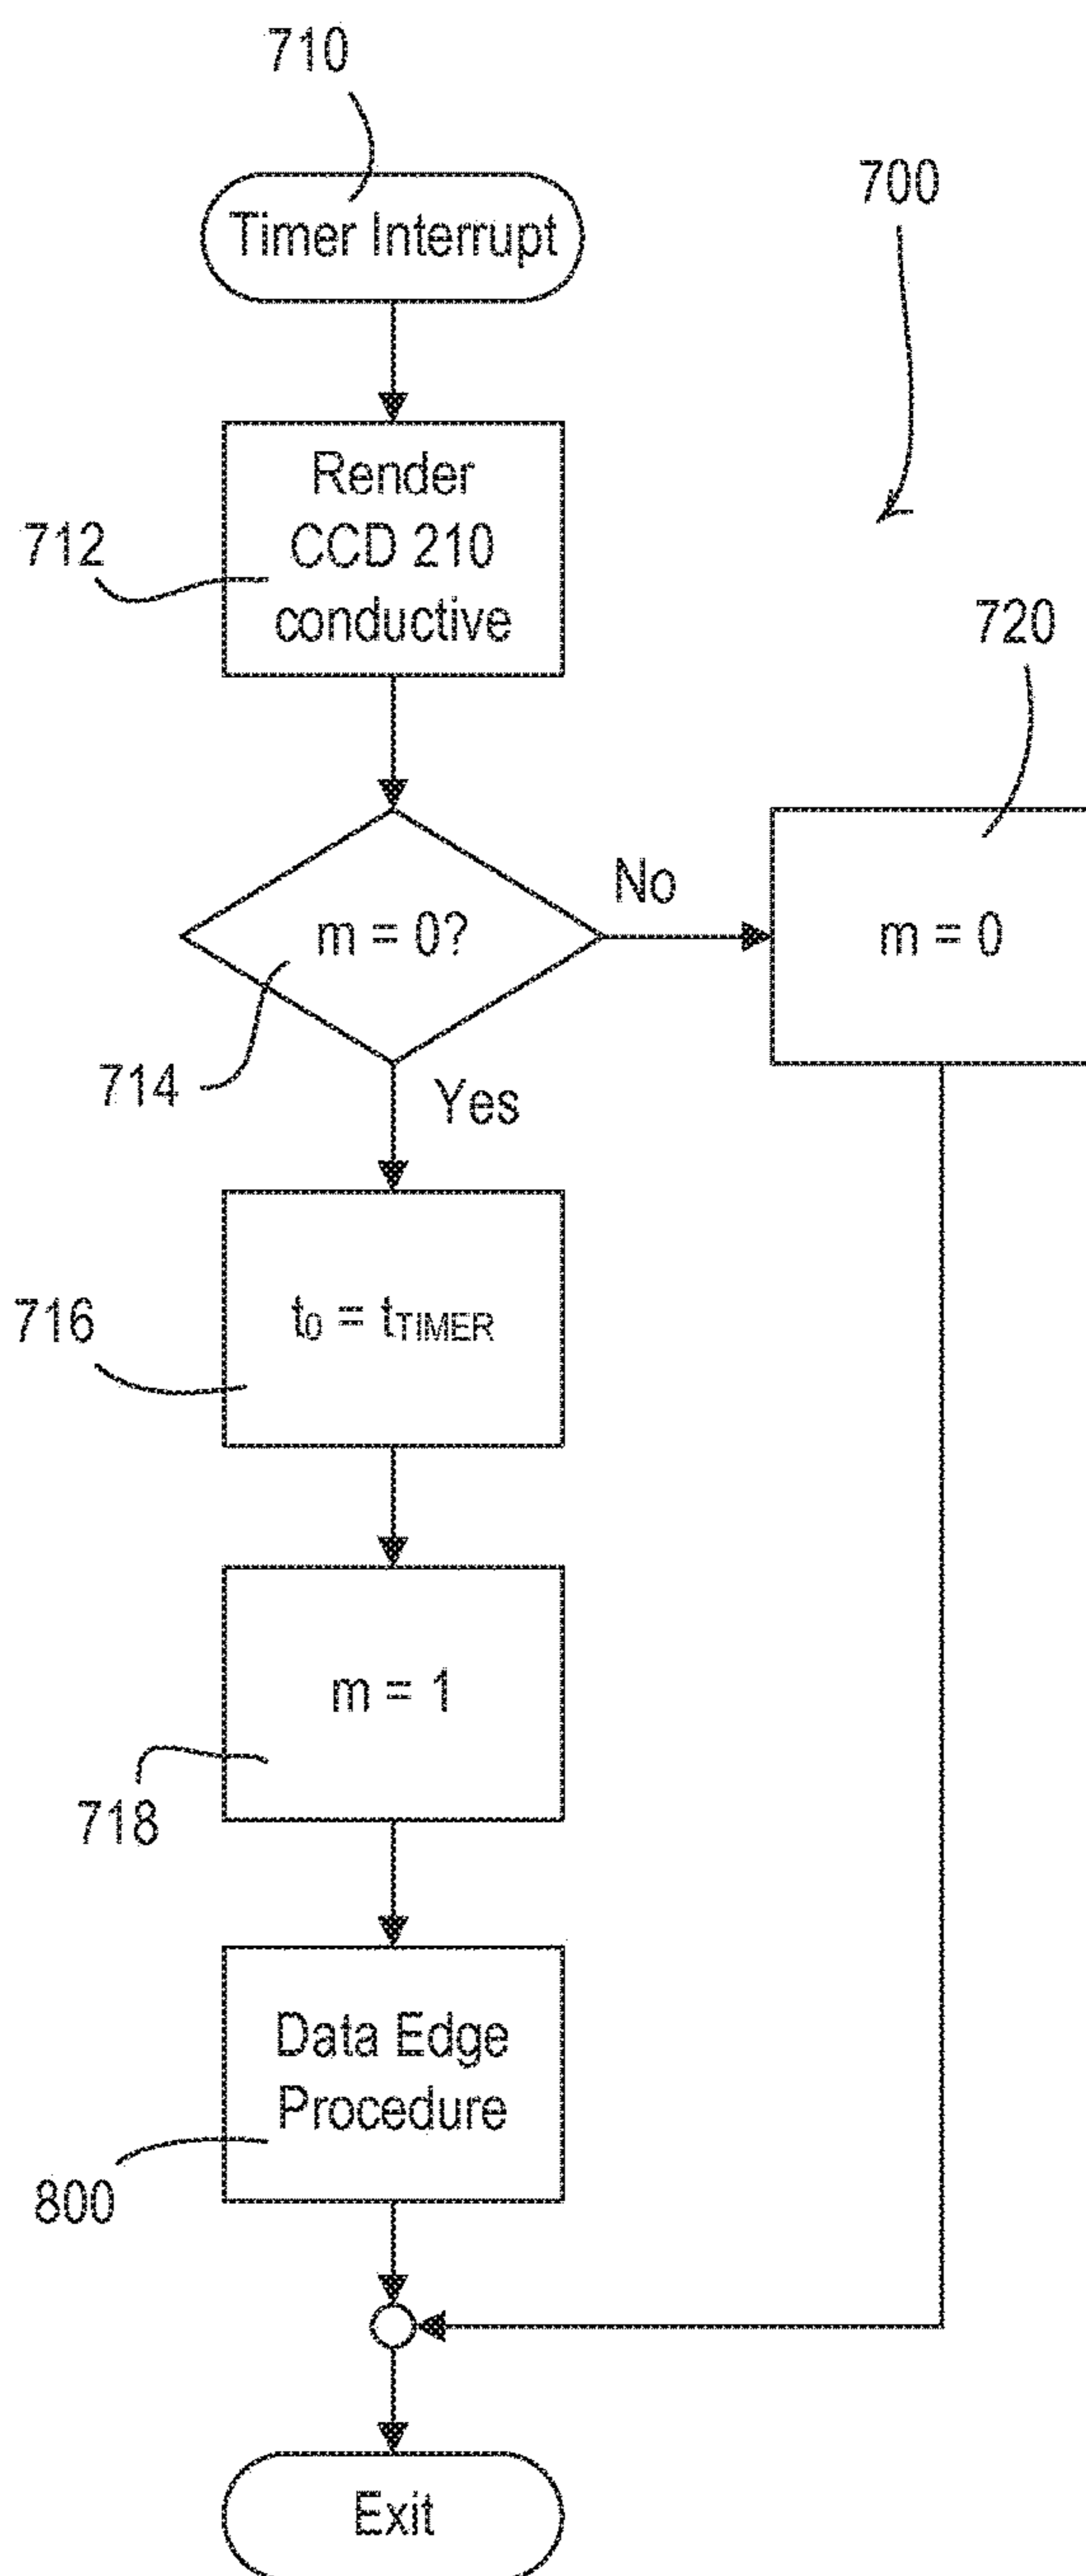 710
700
Timer Interrupt
Render
CCD 210
conductive
712
720
m = 0?
No
m = 0
714
Yes
t0 = tTIMER
716
m = 1
718
Data Edge
Procedure
800
Exit